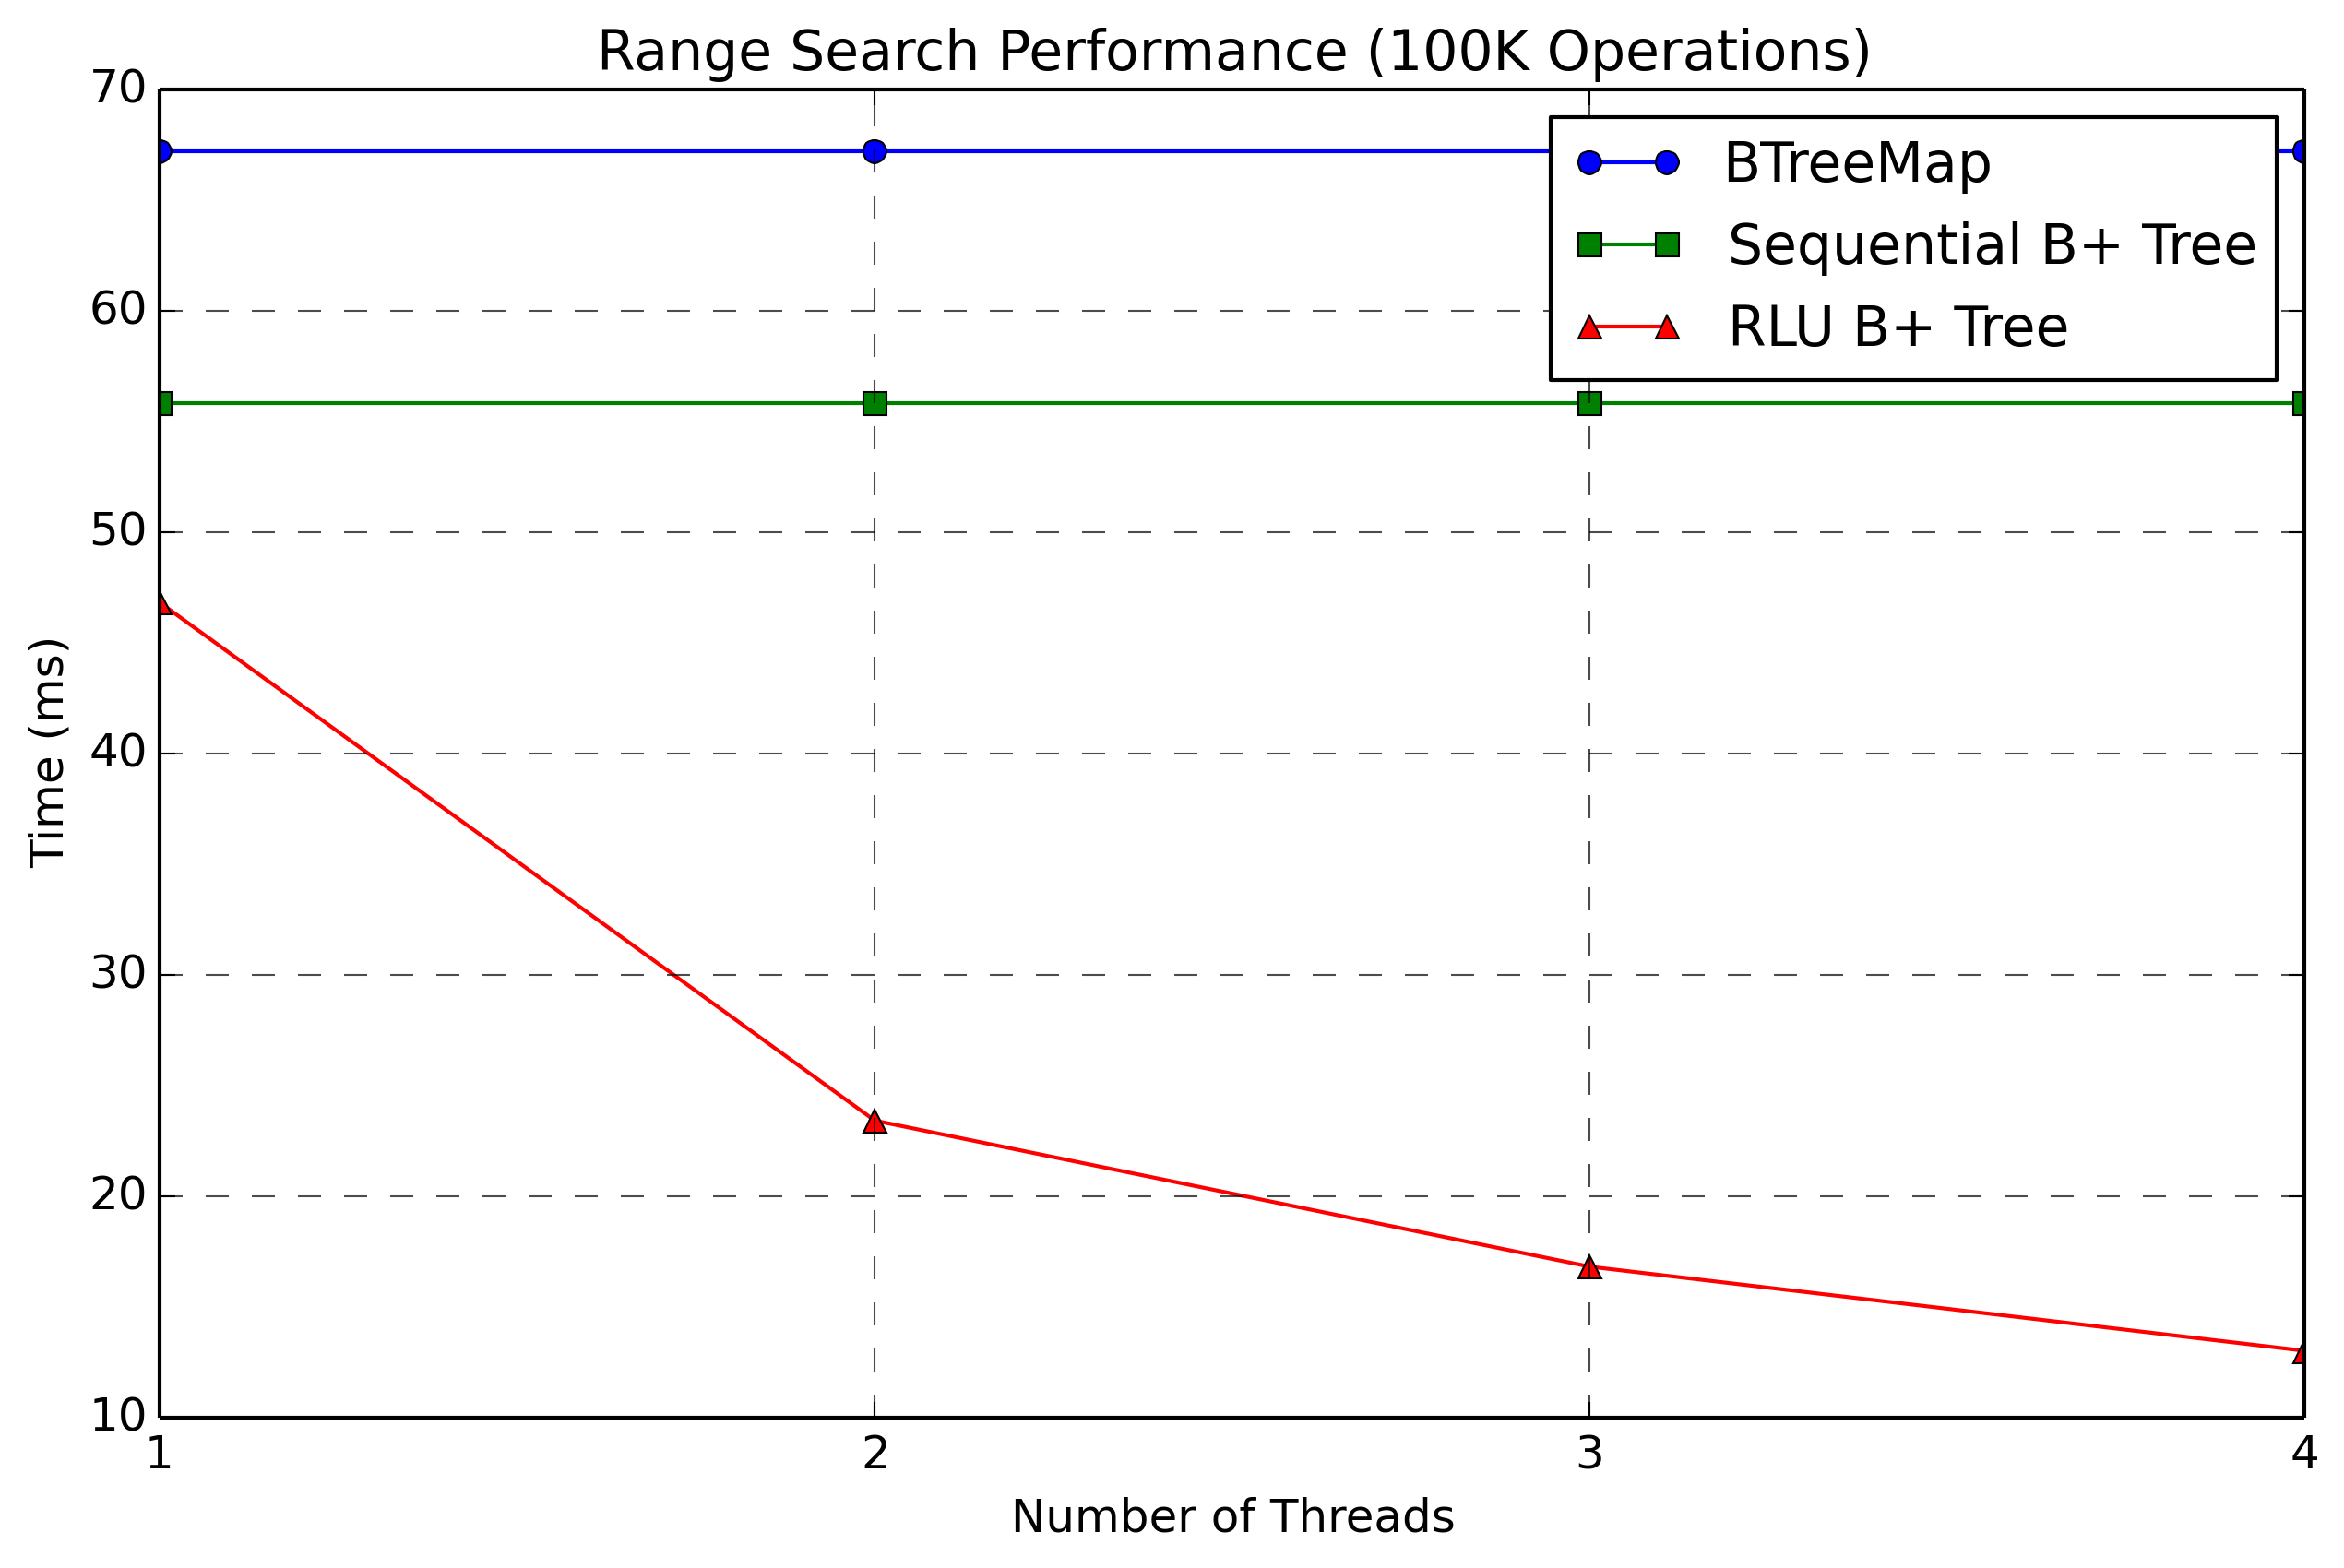 Range Search Performance (100K Operations)
70
60
50
40
30
20
10
Time (ms)
BTreeMap
Sequential B+ Tree
RLU B+ Tree
1 2 3 4
Number of Threads